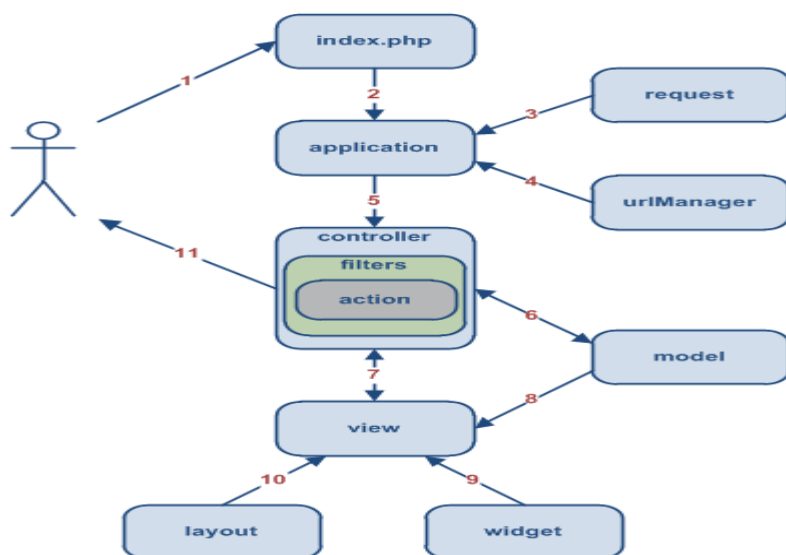 index.php
1
2
request
3
application
4
urlManager
5
controller
11
filters
action
6
model
7
8
view
10
9
layout
widget